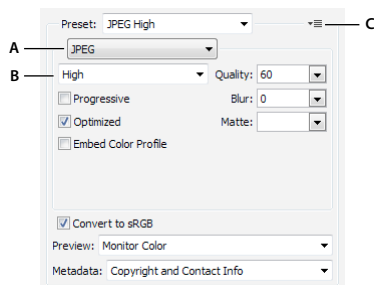 Preset: JPEG High
C
A
JPEG
B
High
Quality: 60
Progressive
Blur: 0
Optimized
Matte:
Embed Color Profile
Convert to sRGB
Preview: Monitor Color
Metadata: Copyright and Contact Info